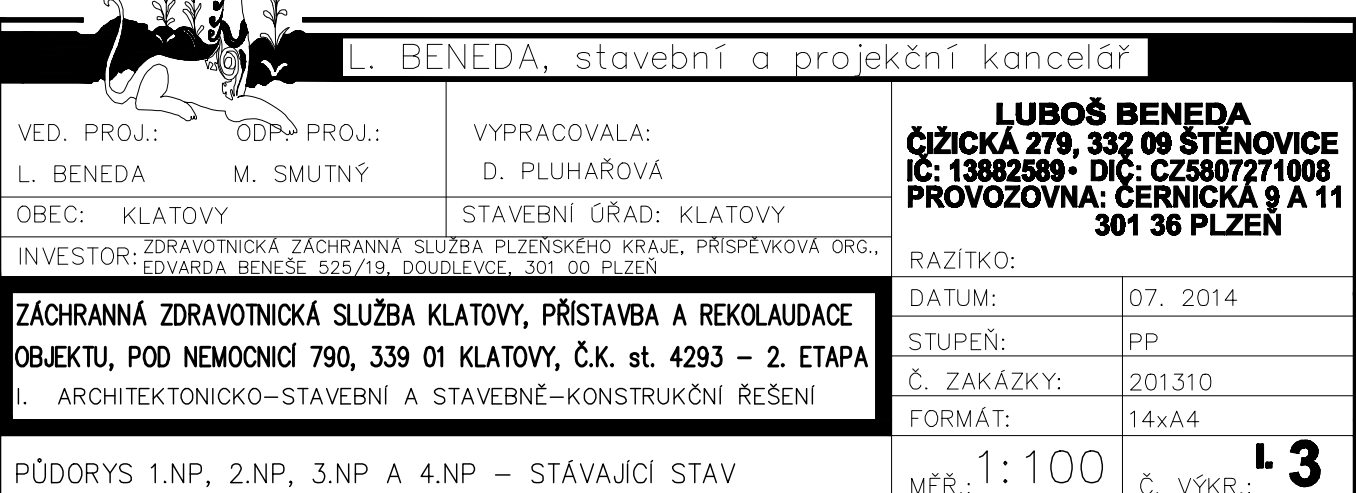 L. BENEDA, stavební a projekční kancelář
VED. PROJ.: ODP. PROJ.: VYPRACOVALA:
L. BENEDA M. SMUTNÝ D. PLUHAŘOVÁ
OBEC: KLATOVY STAVEBNÍ ÚŘAD: KLATOVY
INVESTOR: ZDRAVOTNICKÁ ZÁCHRANNÁ SLUŽBA PLZEŇSKÉHO KRAJE, PŘÍSPĚVKOVÁ ORG.,
EDVARDA BENEŠE 525/19, DOUDLEVCE, 301 00 PLZEŇ
LUBOŠ BENEDA
ČIŽICKÁ 279, 332 09 ŠTĚNOVICE
IČ: 13882589 • DIČ: CZ5807271008
PROVOZOVNA: ČERNICKÁ 9 A 11
301 36 PLZEŇ
RAZÍTKO:
ZÁCHRANNÁ ZDRAVOTNICKÁ SLUŽBA KLATOVY, PŘÍSTAVBA A REKOLAUDACE
OBJEKTU, POD NEMOCNICÍ 790, 339 01 KLATOVY, Č.K. st. 4293 – 2. ETAPA
I. ARCHITEKTONICKO–STAVEBNÍ A STAVEBNĚ–KONSTRUKČNÍ ŘEŠENÍ
DATUM: 07. 2014
STUPEŇ: PP
Č. ZAKÁZKY: 201310
FORMÁT: 14xA4
PŮDORYS 1.NP, 2.NP, 3.NP A 4.NP – STÁVAJÍCÍ STAV
MĚŘ.: 1:100 Č. VÝKR.: I. 3